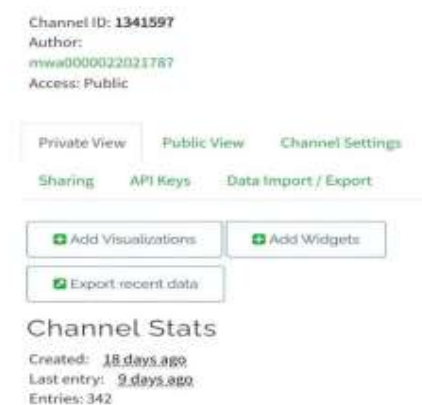 Channel ID: 1341597
Author:
mwa0000022021787
Access: Public
Private View Public View Channel Settings
Sharing API Keys Data Import / Export
Add Visualizations Add Widgets
Export recent data
Channel Stats
Created: 18 days ago
Last entry: 9 days ago
Entries: 342